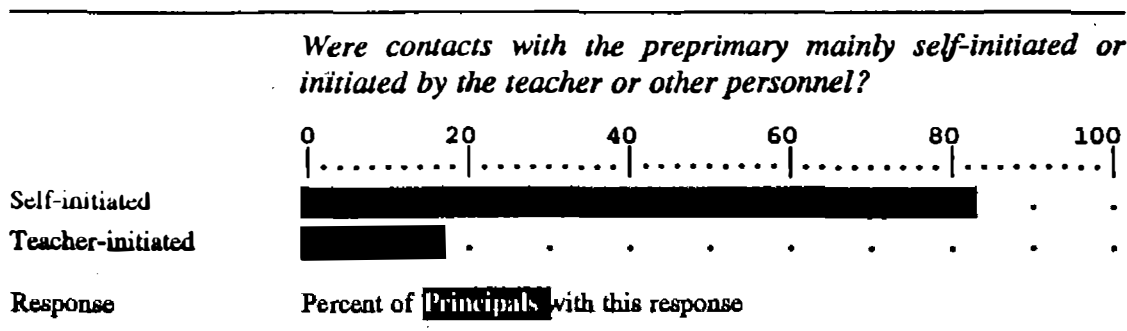 Were contacts with the preprimary mainly self-initiated or
initiated by the teacher or other personnel?
0 20 40 60 80 100
Self-initiated
Teacher-initiated
Response Percent of Principals with this response